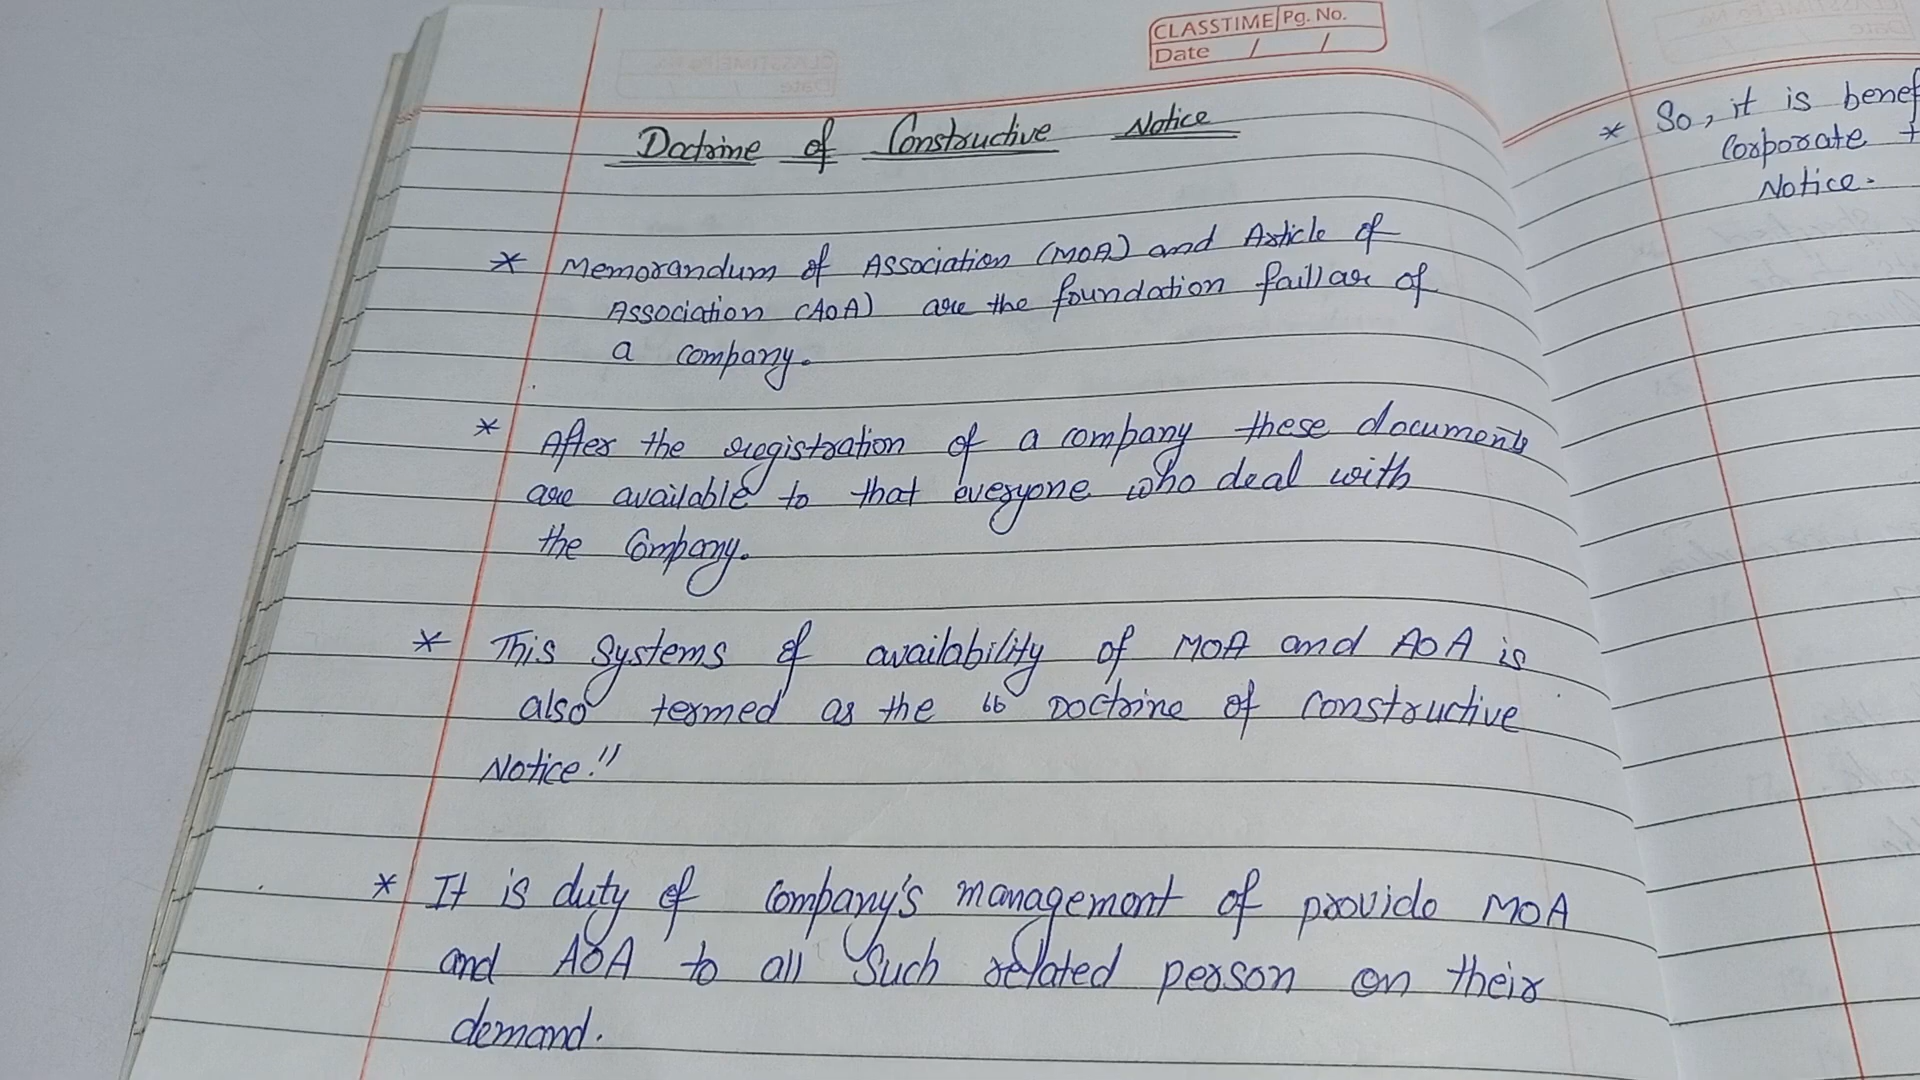 CLASSTIME Pg. No.
Date / /
Doctrine of Constructive Notice
* Memorandum of Association (MOA) and Article of
Association (AOA) are the foundation faillar of
a company.
* After the registration of a company these documents
are available to that everyone who deal with
the Company.
* This Systems of availability of MOA and AOA is
also termed as the "Doctrine of Constructive
Notice."
* It is duty of Company's management of provide MOA
and AOA to all Such related person on their
demand.
* So, it is benef
Corporate
Notice.